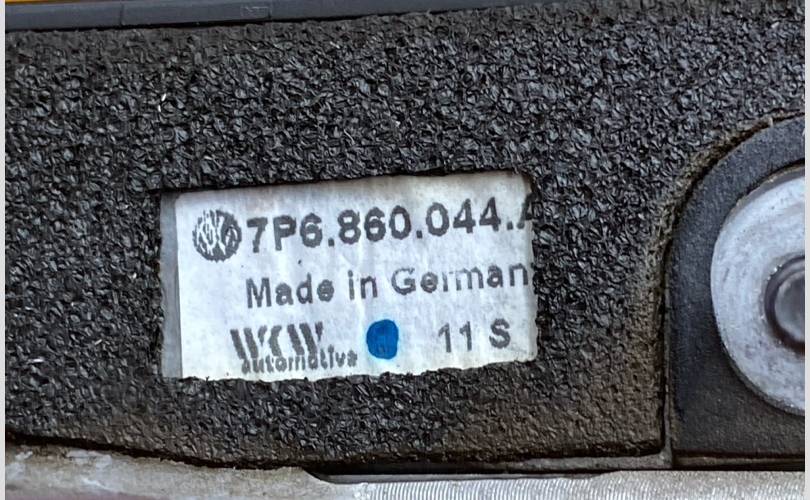 7P6.860.044.A
Made in German
WKW
automotive
11 S